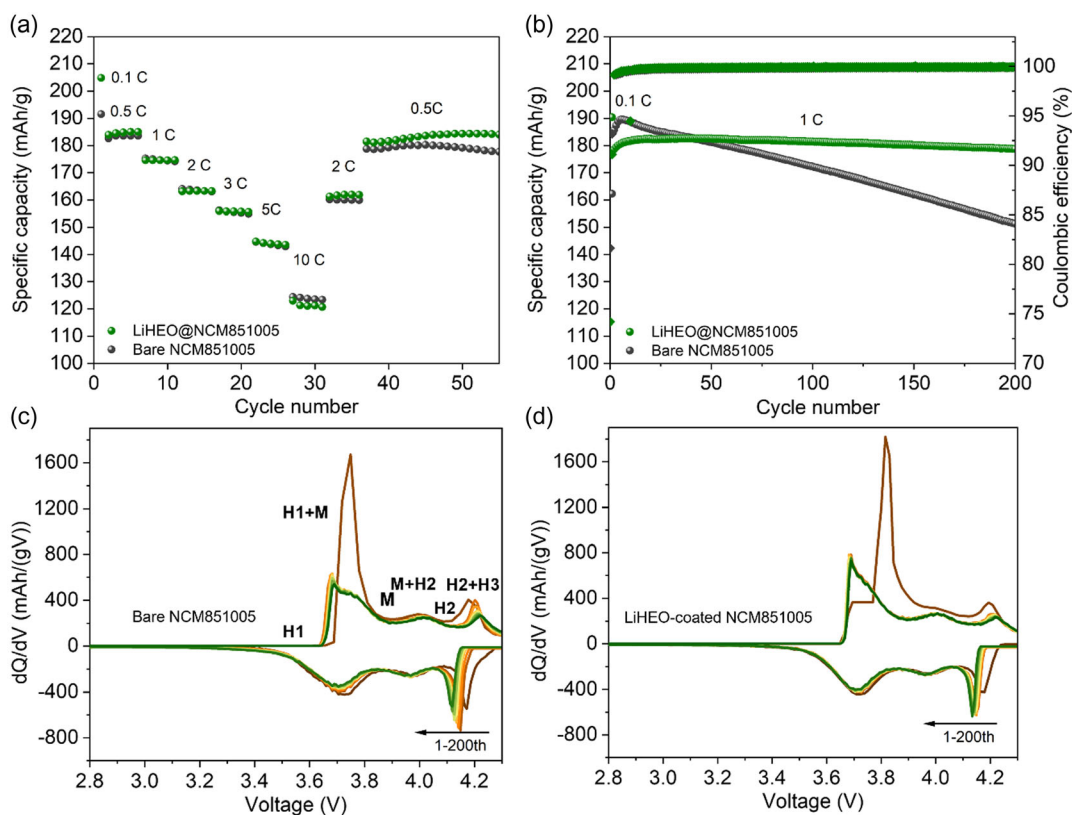 (a)
220
210
200
190
180
170
160
150
140
130
120
110
100
Specific capacity (mAh/g)
0.1 C
0.5 C
1 C
2 C
3 C
5C
10 C
2 C
0.5C
LiHEO@NCM851005
Bare NCM851005
0 10 20 30 40 50
Cycle number
(b)
220
210
200
190
180
170
160
150
140
130
120
110
100
Specific capacity (mAh/g)
0.1 C
1 C
LiHEO@NCM851005
Bare NCM851005
100
95
90
85
80
75
70
Coulombic efficiency (%)
0 50 100 150 200
Cycle number
(c)
1600
1200
800
400
0
-400
-800
dQ/dV (mAh/(gV))
H1+M
M+H2
H2+H3
M
H2
Bare NCM851005
H1
1-200th
2.8 3.0 3.2 3.4 3.6 3.8 4.0 4.2
Voltage (V)
(d)
1600
1200
800
400
0
-400
-800
dQ/dV (mAh/(gV))
LiHEO-coated NCM851005
1-200th
2.8 3.0 3.2 3.4 3.6 3.8 4.0 4.2
Voltage (V)